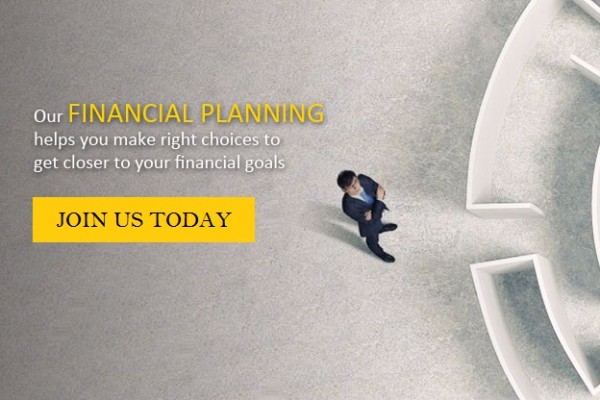 Our FINANCIAL PLANNING
helps you make right choices to
get closer to your financial goals
JOIN US TODAY